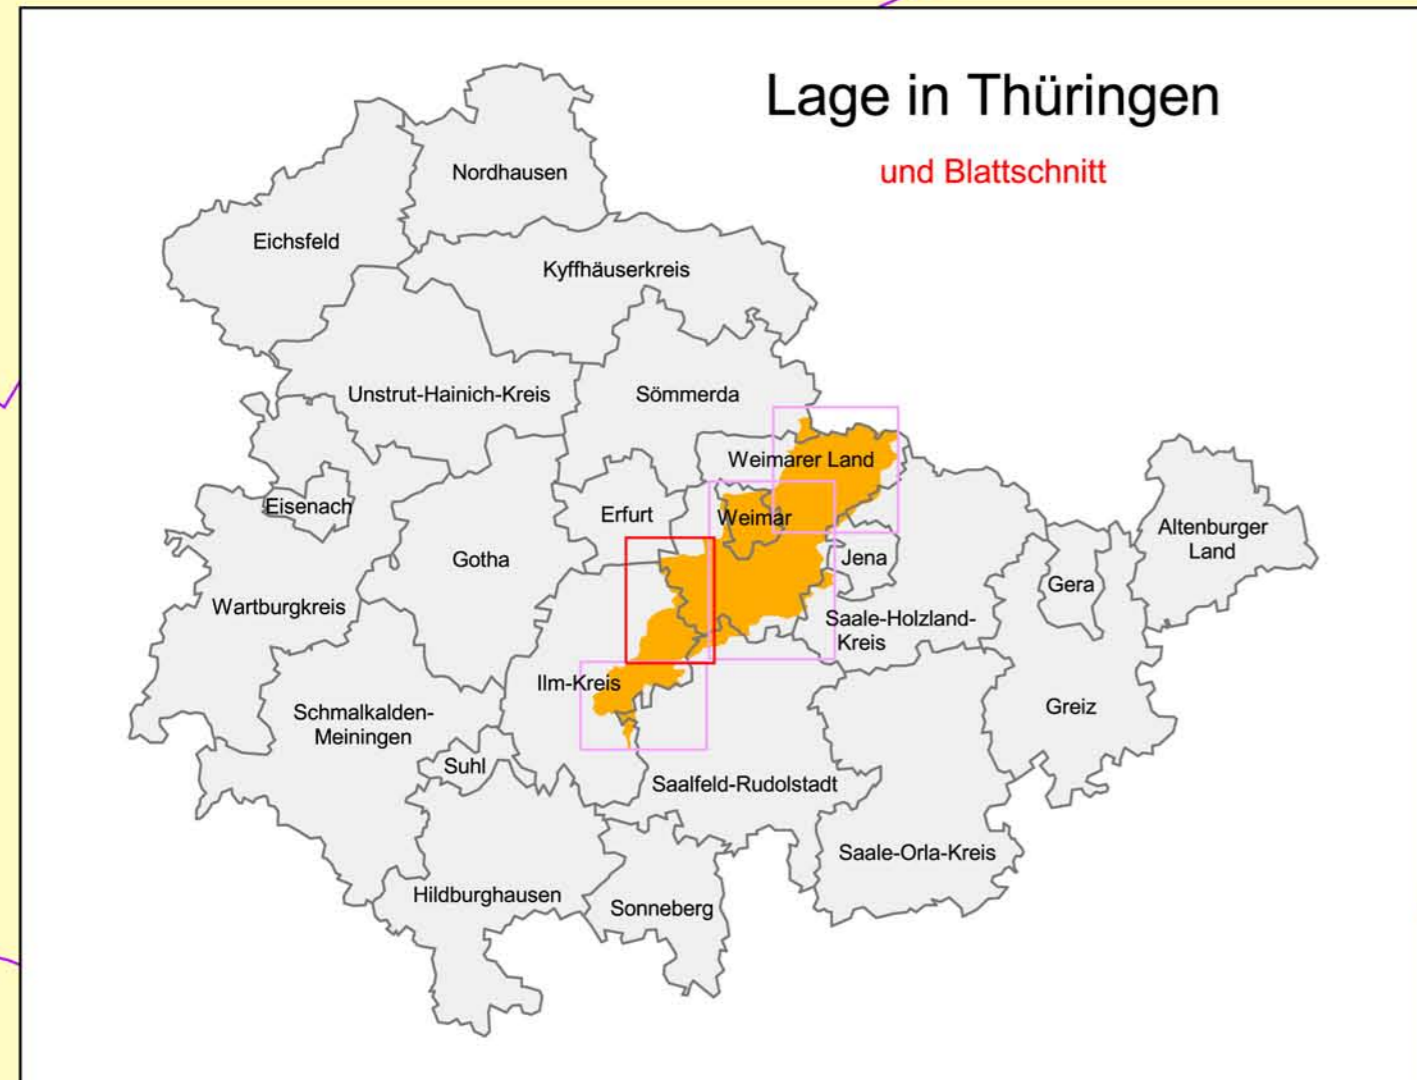 Lage in Thüringen
und Blattschnitt
Nordhausen
Eichsfeld
Kyffhäuserkreis
Unstrut-Hainich-Kreis
Sömmerda
Weimarer Land
Eisenach
Erfurt
Weimar
Altenburger
Land
Gotha
Jena
Gera
Wartburgkreis
Saale-Holzland-
Kreis
Ilm-Kreis
Greiz
Schmalkalden-
Meiningen
Suhl
Saalfeld-Rudolstadt
Saale-Orla-Kreis
Hildburghausen
Sonneberg